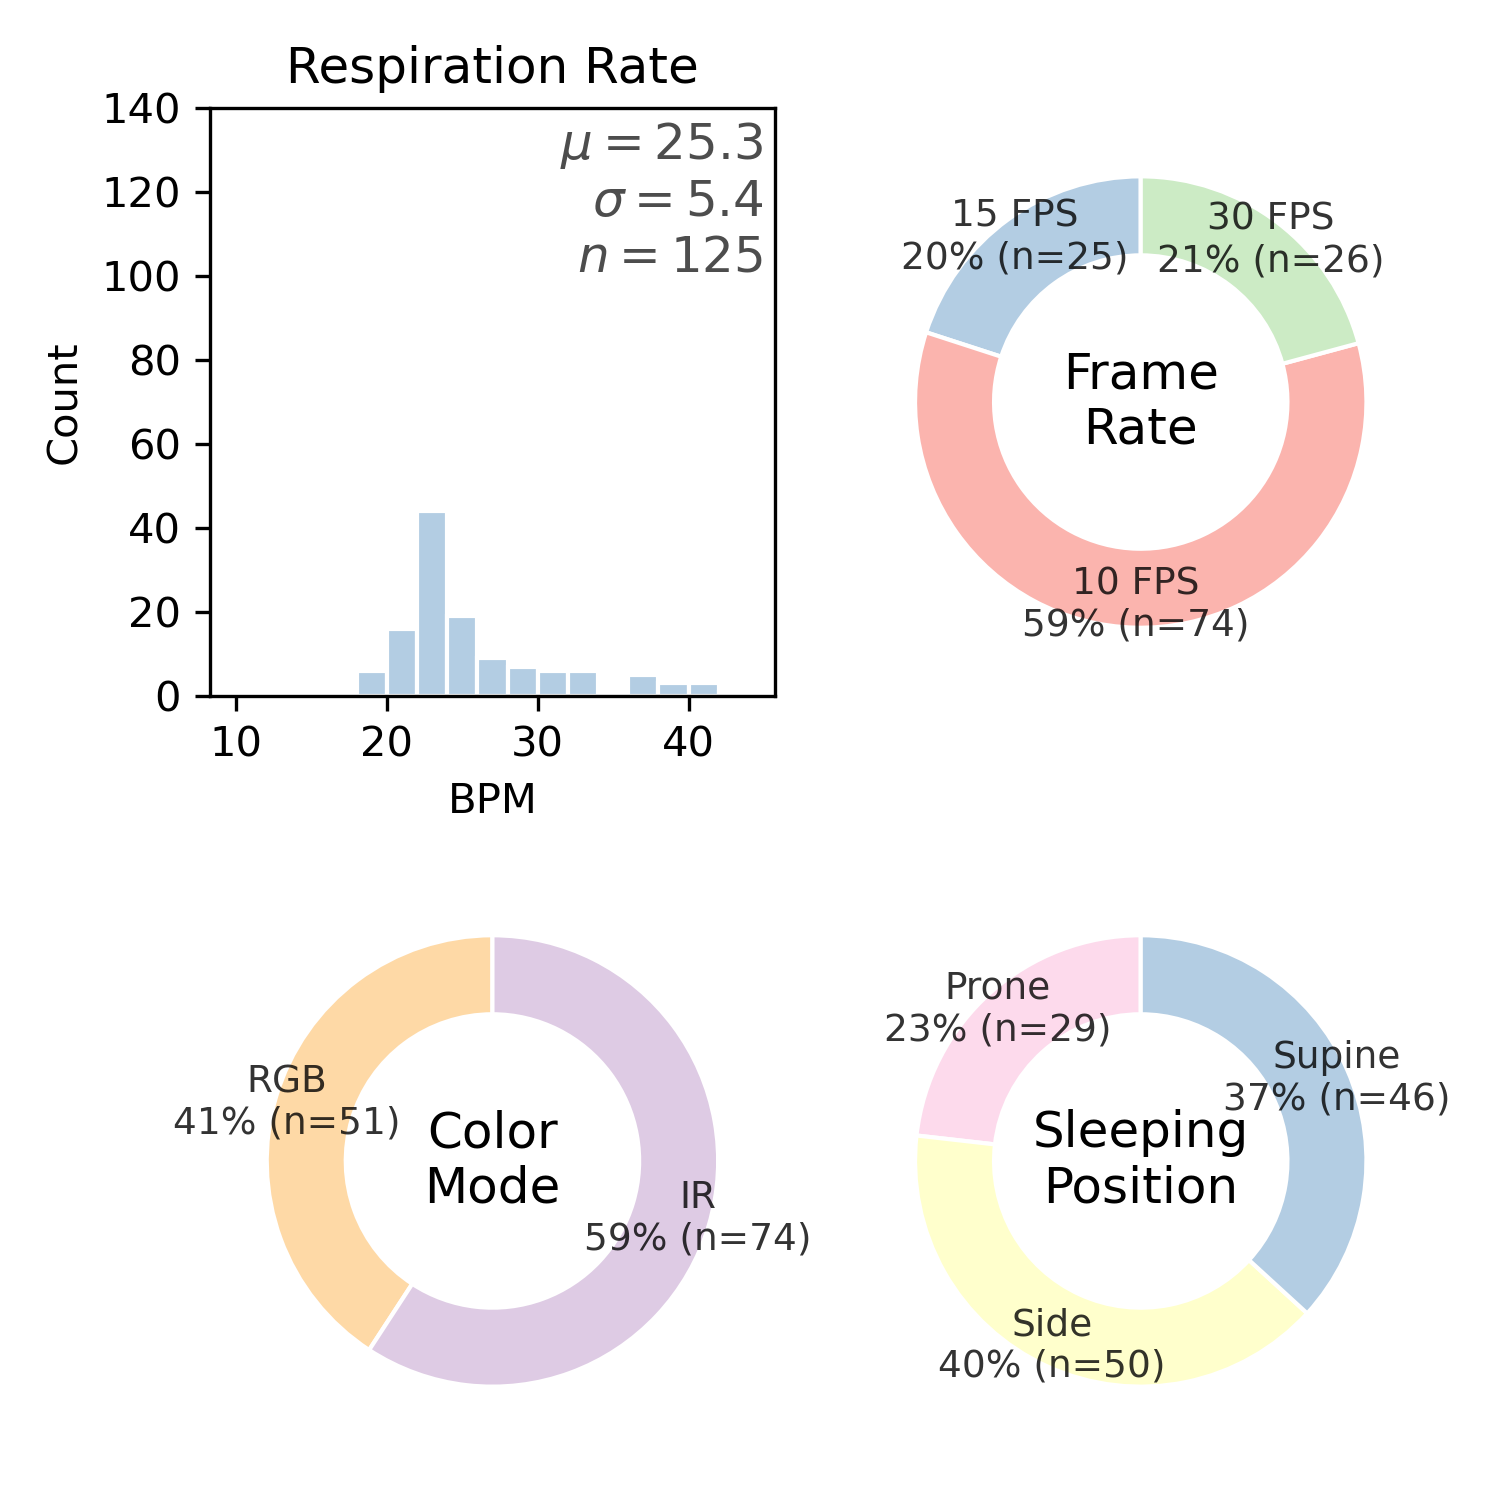 Respiration Rate
140
120
100
80
60
40
20
0
Count
10 20 30 40
BPM
μ = 25.3
σ = 5.4
n = 125
15 FPS
20% (n=25)
30 FPS
21% (n=26)
Frame
Rate
10 FPS
59% (n=74)
RGB
41% (n=51)
Color
Mode
IR
59% (n=74)
Prone
23% (n=29)
Supine
37% (n=46)
Sleeping
Position
Side
40% (n=50)